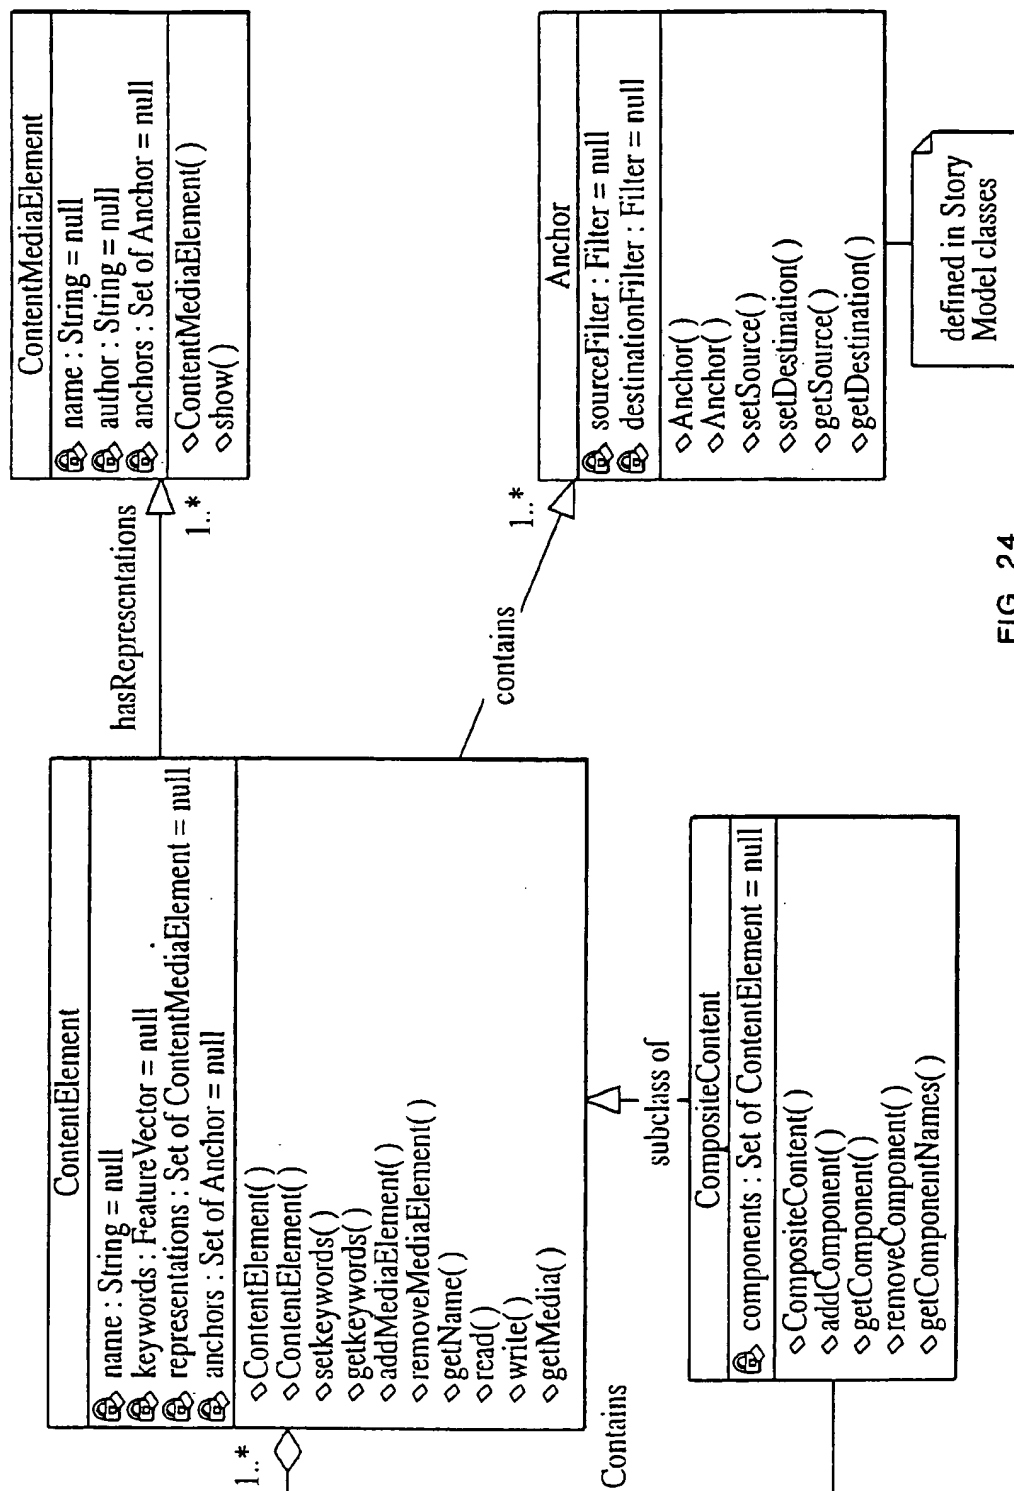 ContentElement
name : String = null
keywords : FeatureVector = null
representations : Set of ContentMediaElement = null
anchors : Set of Anchor = null
ContentElement( )
ContentElement( )
setkeywords( )
getkeywords( )
addMediaElement( )
removeMediaElement( )
getName( )
read( )
write( )
getMedia( )
1..*
Contains
hasRepresentations
1..*
ContentMediaElement
name : String = null
author : String = null
anchors : Set of Anchor = null
ContentMediaElement( )
show( )
contains
1..*
Anchor
sourceFilter : Filter = null
destinationFilter : Filter = null
Anchor( )
Anchor( )
setSource( )
setDestination( )
getSource( )
getDestination( )
defined in Story
Model classes
subclass of
CompositeContent
components : Set of ContentElement = null
CompositeContent( )
addComponent( )
getComponent( )
removeComponent( )
getComponentNames( )
FIG. 24